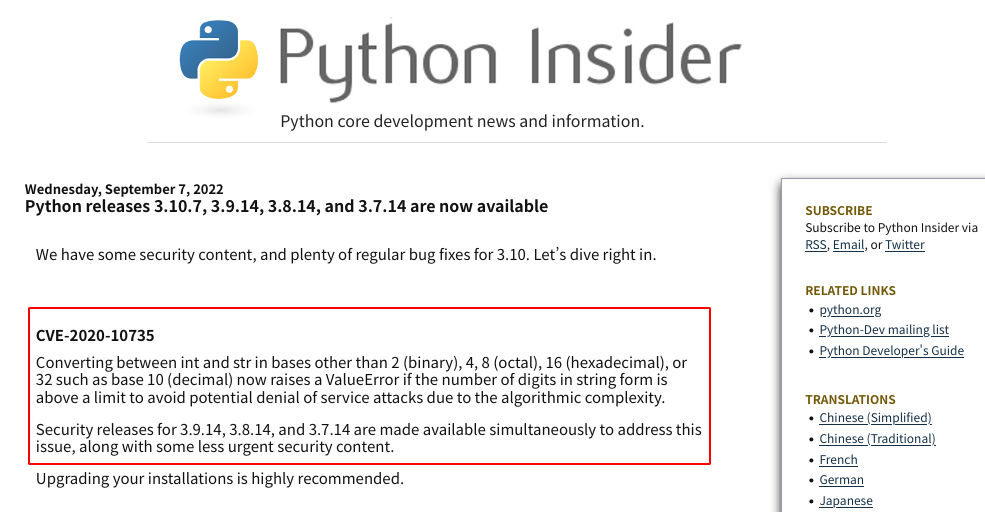 Python Insider
Python core development news and information.
Wednesday, September 7, 2022
Python releases 3.10.7, 3.9.14, 3.8.14, and 3.7.14 are now available
We have some security content, and plenty of regular bug fixes for 3.10. Let’s dive right in.
CVE-2020-10735
Converting between int and str in bases other than 2 (binary), 4, 8 (octal), 16 (hexadecimal), or
32 such as base 10 (decimal) now raises a ValueError if the number of digits in string form is
above a limit to avoid potential denial of service attacks due to the algorithmic complexity.
Security releases for 3.9.14, 3.8.14, and 3.7.14 are made available simultaneously to address this
issue, along with some less urgent security content.
Upgrading your installations is highly recommended.
SUBSCRIBE
Subscribe to Python Insider via
RSS, Email, or Twitter
RELATED LINKS
• python.org
• Python-Dev mailing list
• Python Developer's Guide
TRANSLATIONS
• Chinese (Simplified)
• Chinese (Traditional)
• French
• German
• Japanese